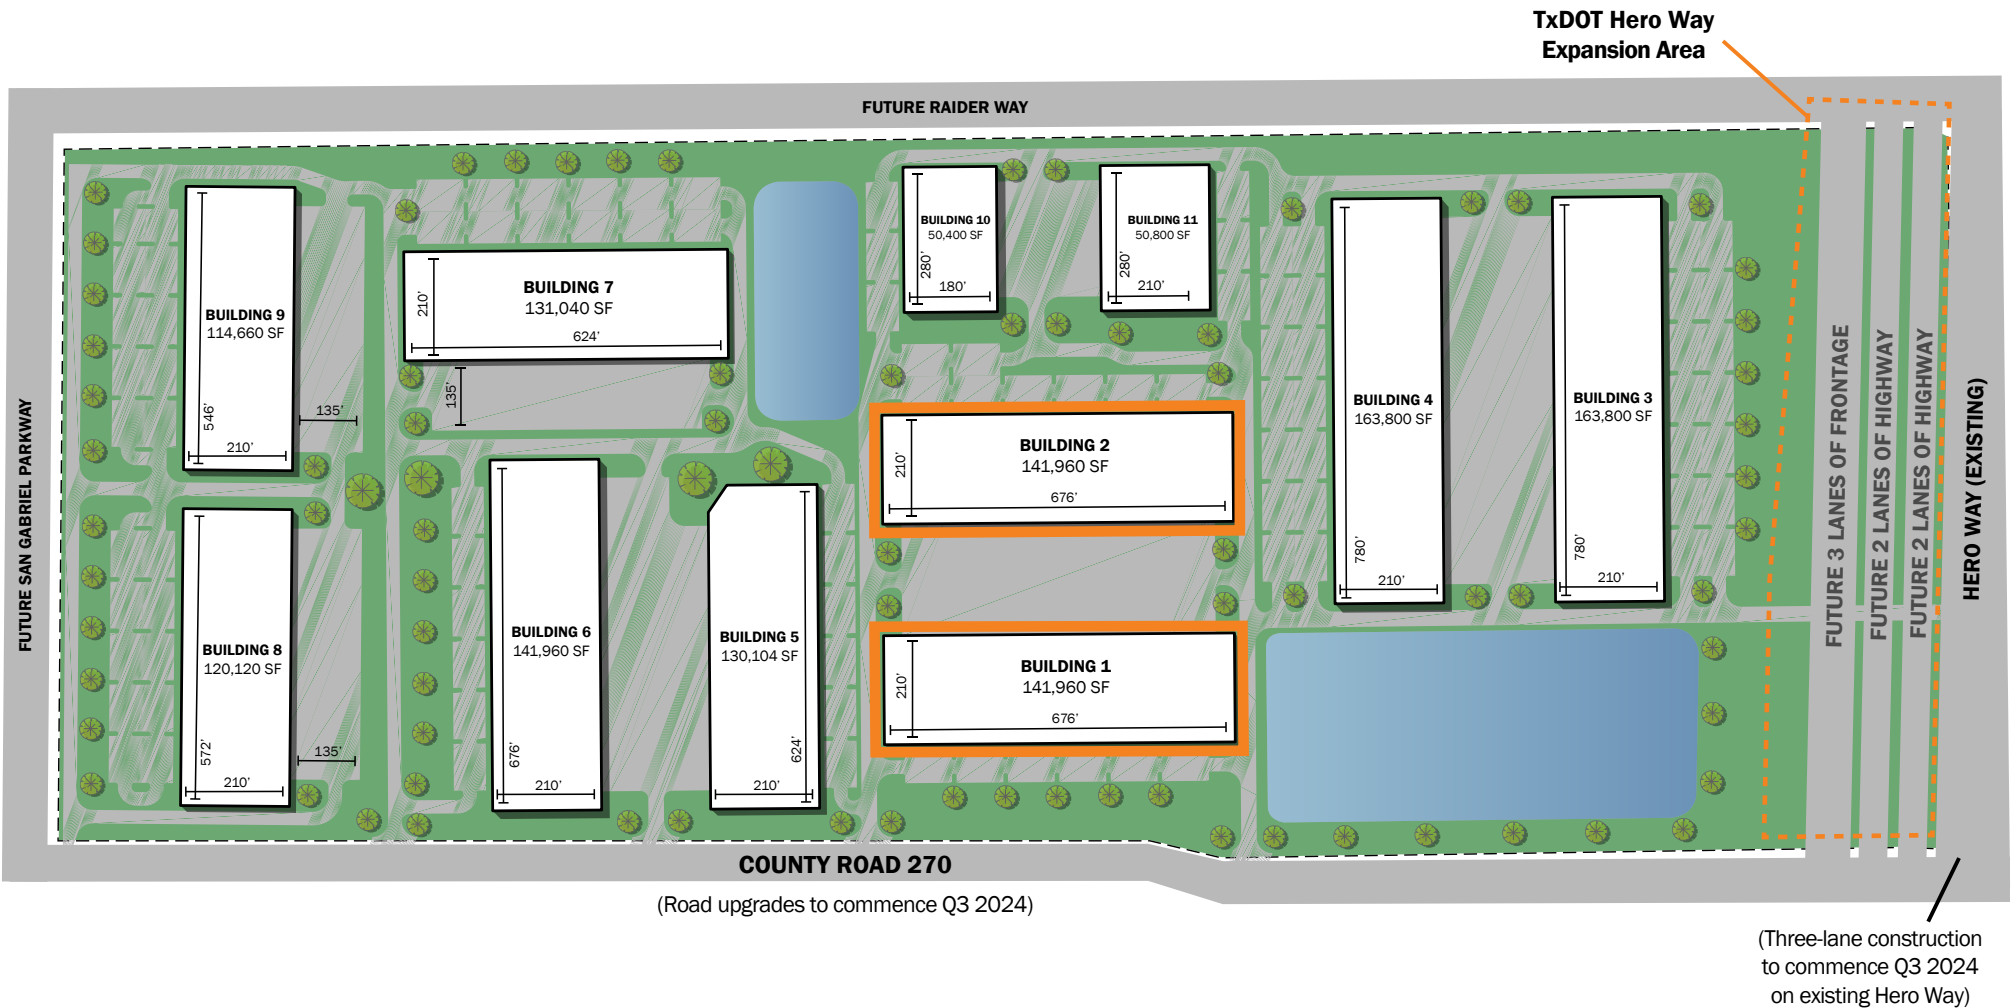 TxDOT Hero Way
Expansion Area
FUTURE RAIDER WAY
FUTURE SAN GABRIEL PARKWAY
BUILDING 9
114,660 SF
546’
210’
135’
BUILDING 7
131,040 SF
210’
624’
135’
BUILDING 10
50,400 SF
280’
180’
BUILDING 11
50,800 SF
280’
210’
BUILDING 2
141,960 SF
210’
676’
BUILDING 4
163,800 SF
780’
210’
BUILDING 3
163,800 SF
780’
210’
FUTURE 3 LANES OF FRONTAGE
FUTURE 2 LANES OF HIGHWAY
FUTURE 2 LANES OF HIGHWAY
HERO WAY (EXISTING)
BUILDING 8
120,120 SF
572’
210’
135’
BUILDING 6
141,960 SF
676’
210’
BUILDING 5
130,104 SF
624’
210’
BUILDING 1
141,960 SF
210’
676’
COUNTY ROAD 270
(Road upgrades to commence Q3 2024)
(Three-lane construction
to commence Q3 2024
on existing Hero Way)